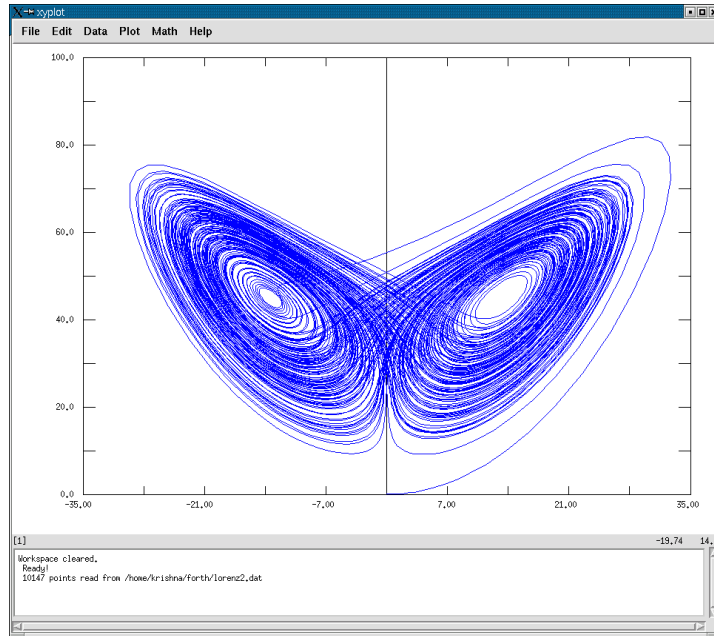 xyplot
File Edit Data Plot Math Help
100.0
80.0
60.0
40.0
20.0
0.0
-35.00 -21.00 -7.00 7.00 21.00 35.00
[1] -19.74 14.
Workspace cleared.
Ready!
10147 points read from /home/krishna/forth/lorenz2.dat